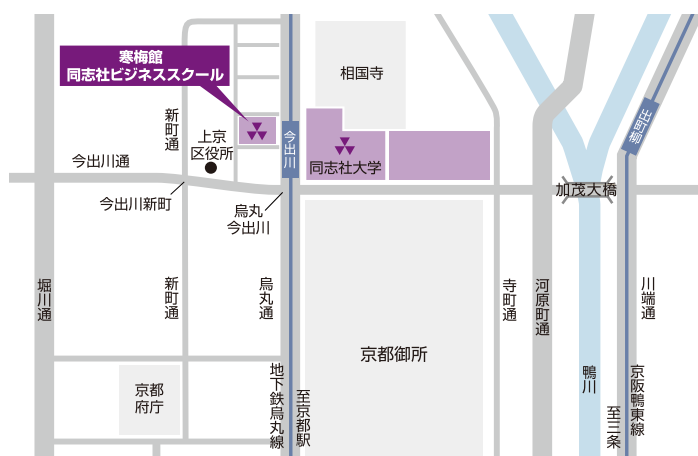 寒梅館
同志社ビジネススクール
相国寺
新町通
上京
区役所
今出川
同志社大学
出町柳
今出川通
今出川新町
烏丸
今出川
加茂大橋
堀川通
新町通
烏丸通
寺町通
河原町通
川端通
京都御所
京都
府庁
地下鉄烏丸線
至京都駅
鴨川
至三条
京阪鴨東線